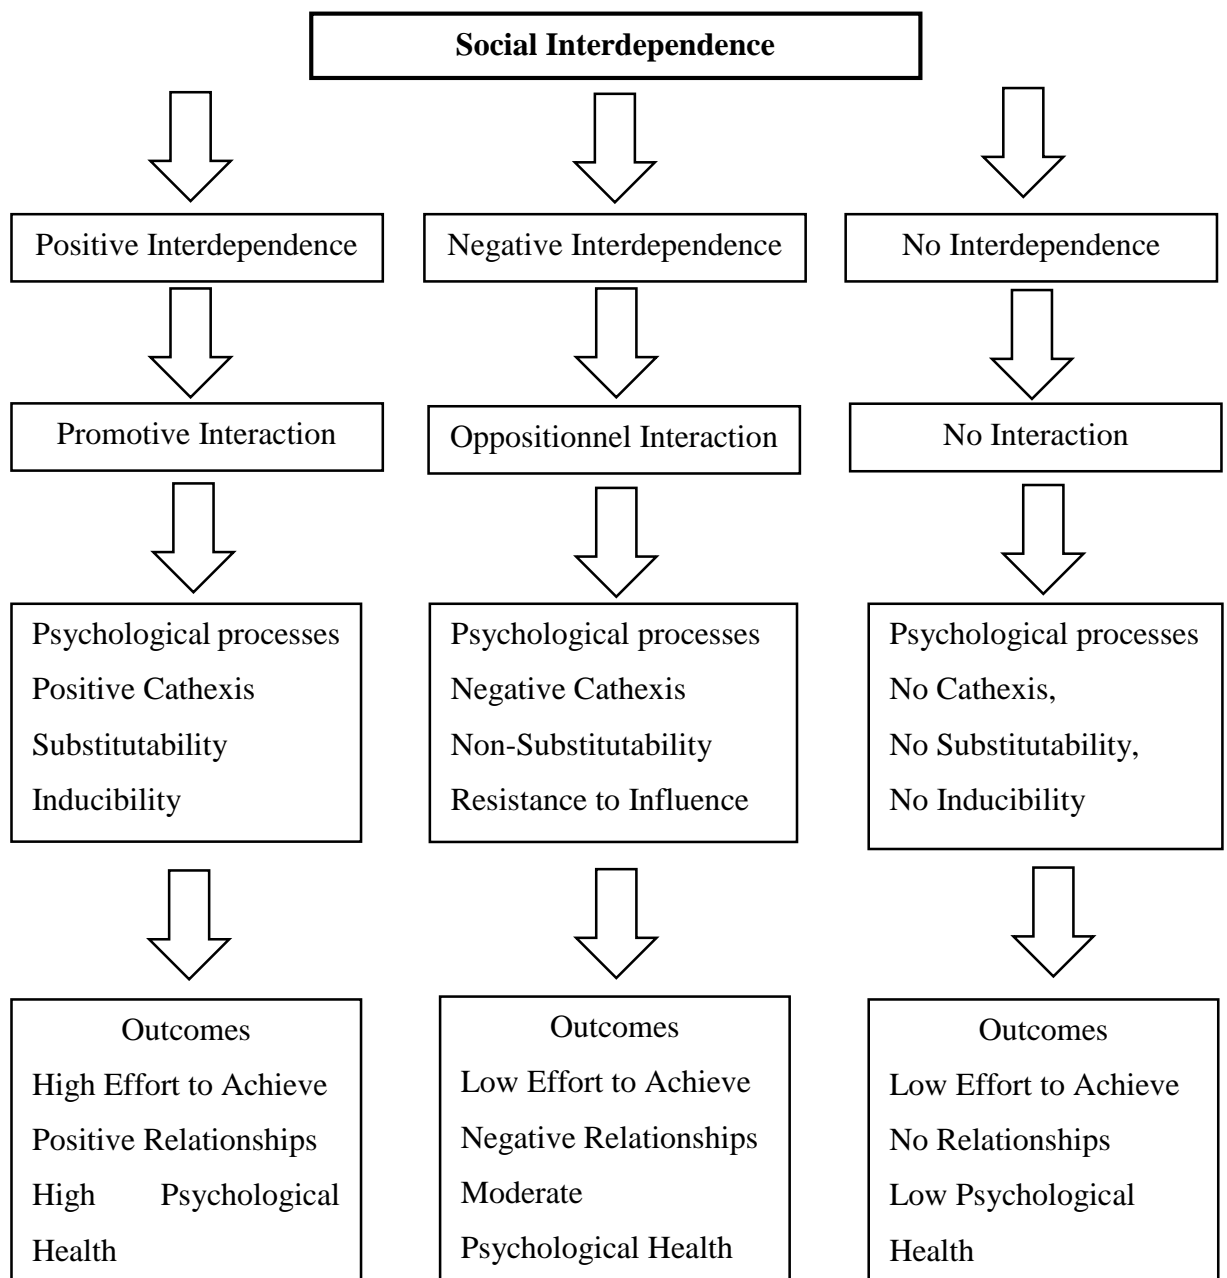 Social Interdependence
Positive Interdependence
Negative Interdependence
No Interdependence
Promotive Interaction
Oppositionnel Interaction
No Interaction
Psychological processes
Positive Cathexis
Substitutability
Inducibility
Psychological processes
Negative Cathexis
Non-Substitutability
Resistance to Influence
Psychological processes
No Cathexis,
No Substitutability,
No Inducibility
Outcomes
High Effort to Achieve
Positive Relationships
High Psychological
Health
Outcomes
Low Effort to Achieve
Negative Relationships
Moderate
Psychological Health
Outcomes
Low Effort to Achieve
No Relationships
Low Psychological
Health